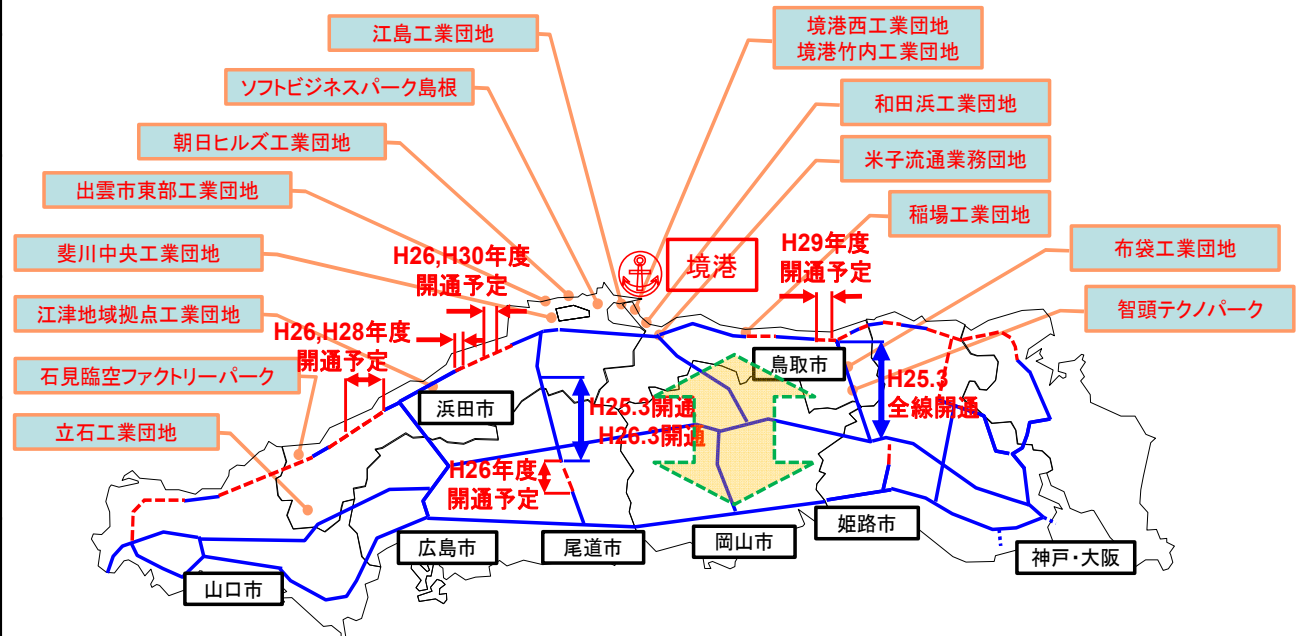 江島工業団地
境港西工業団地
境港竹内工業団地
ソフトビジネスパーク島根
和田浜工業団地
朝日ヒルズ工業団地
米子流通業務団地
出雲市東部工業団地
稲場工業団地
斐川中央工業団地
H26,H30年度
開通予定
境港
H29年度
開通予定
布袋工業団地
江津地域拠点工業団地
智頭テクノパーク
H26,H28年度
開通予定
石見臨空ファクトリーパーク
鳥取市
浜田市
H25.3開通
H26.3開通
H25.3
全線開通
立石工業団地
H26年度
開通予定
広島市
尾道市
岡山市
姫路市
神戸・大阪
山口市